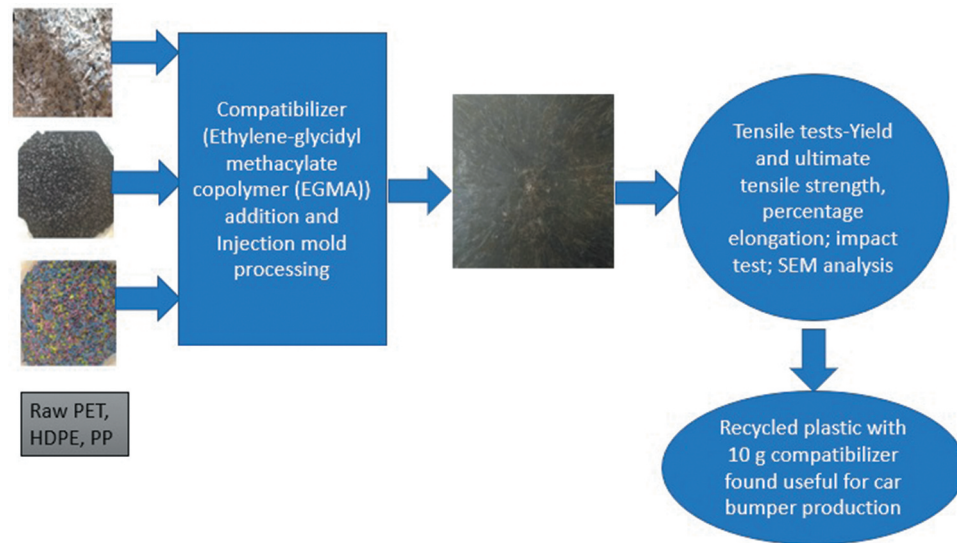 Compatibilizer
(Ethylene-glycidyl
methacylate
copolymer (EGMA))
addition and
Injection mold
processing
Tensile tests-Yield
and ultimate
tensile strength,
percentage
elongation; impact
test; SEM analysis
Raw PET,
HDPE, PP
Recycled plastic with
10 g compatibilizer
found useful for car
bumper production